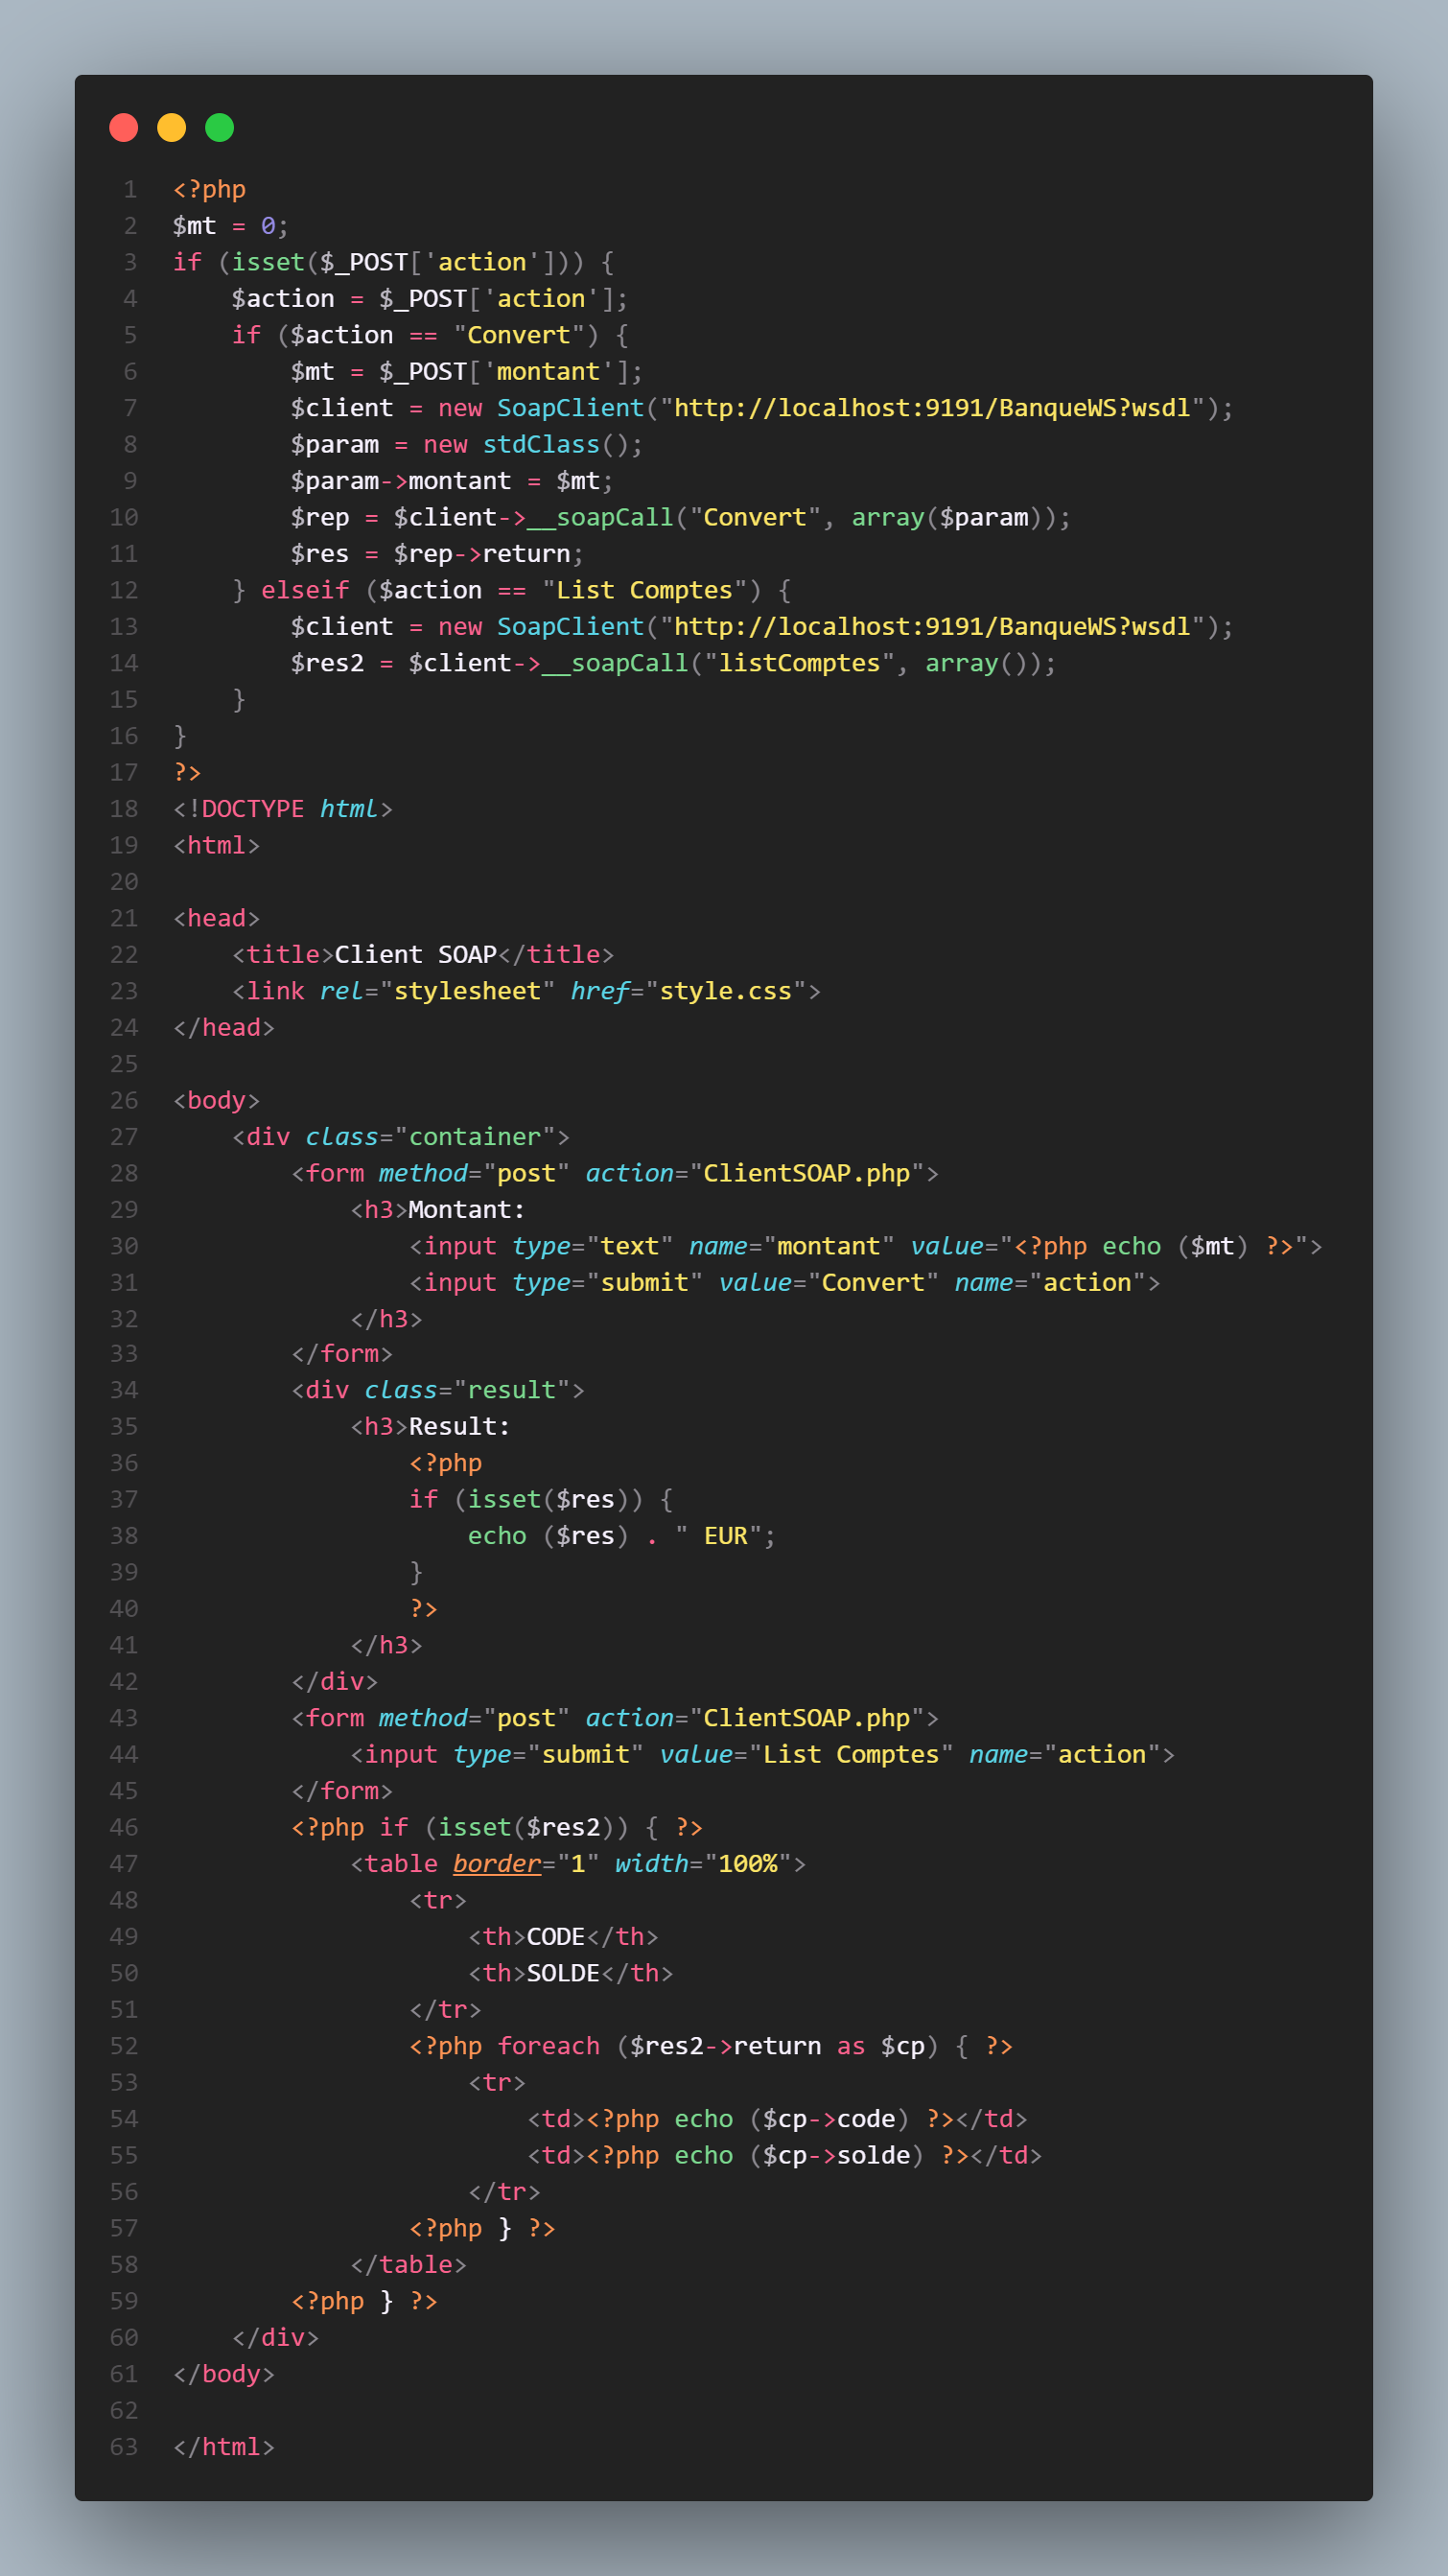 1 <?php
2 $mt = 0;
3 if (isset($_POST['action'])) {
4     $action = $_POST['action'];
5     if ($action == "Convert") {
6         $mt = $_POST['montant'];
7         $client = new SoapClient("http://localhost:9191/BanqueWS?wsdl");
8         $param = new stdClass();
9         $param->montant = $mt;
10         $rep = $client->__soapCall("Convert", array($param));
11         $res = $rep->return;
12     } elseif ($action == "List Comptes") {
13         $client = new SoapClient("http://localhost:9191/BanqueWS?wsdl");
14         $res2 = $client->__soapCall("listComptes", array());
15     }
16 }
17 ?>
18 <!DOCTYPE html>
19 <html>
20
21 <head>
22     <title>Client SOAP</title>
23     <link rel="stylesheet" href="style.css">
24 </head>
25
26 <body>
27     <div class="container">
28         <form method="post" action="ClientSOAP.php">
29             <h3>Montant:
30                 <input type="text" name="montant" value="<?php echo ($mt) ?>">
31                 <input type="submit" value="Convert" name="action">
32             </h3>
33         </form>
34         <div class="result">
35             <h3>Result:
36                 <?php
37                 if (isset($res)) {
38                     echo ($res) . " EUR";
39                 }
40                 ?>
41             </h3>
42         </div>
43         <form method="post" action="ClientSOAP.php">
44             <input type="submit" value="List Comptes" name="action">
45         </form>
46         <?php if (isset($res2)) { ?>
47             <table border="1" width="100%">
48                 <tr>
49                     <th>CODE</th>
50                     <th>SOLDE</th>
51                 </tr>
52                 <?php foreach ($res2->return as $cp) { ?>
53                     <tr>
54                         <td><?php echo ($cp->code) ?></td>
55                         <td><?php echo ($cp->solde) ?></td>
56                     </tr>
57                 <?php } ?>
58             </table>
59         <?php } ?>
60     </div>
61 </body>
62
63 </html>